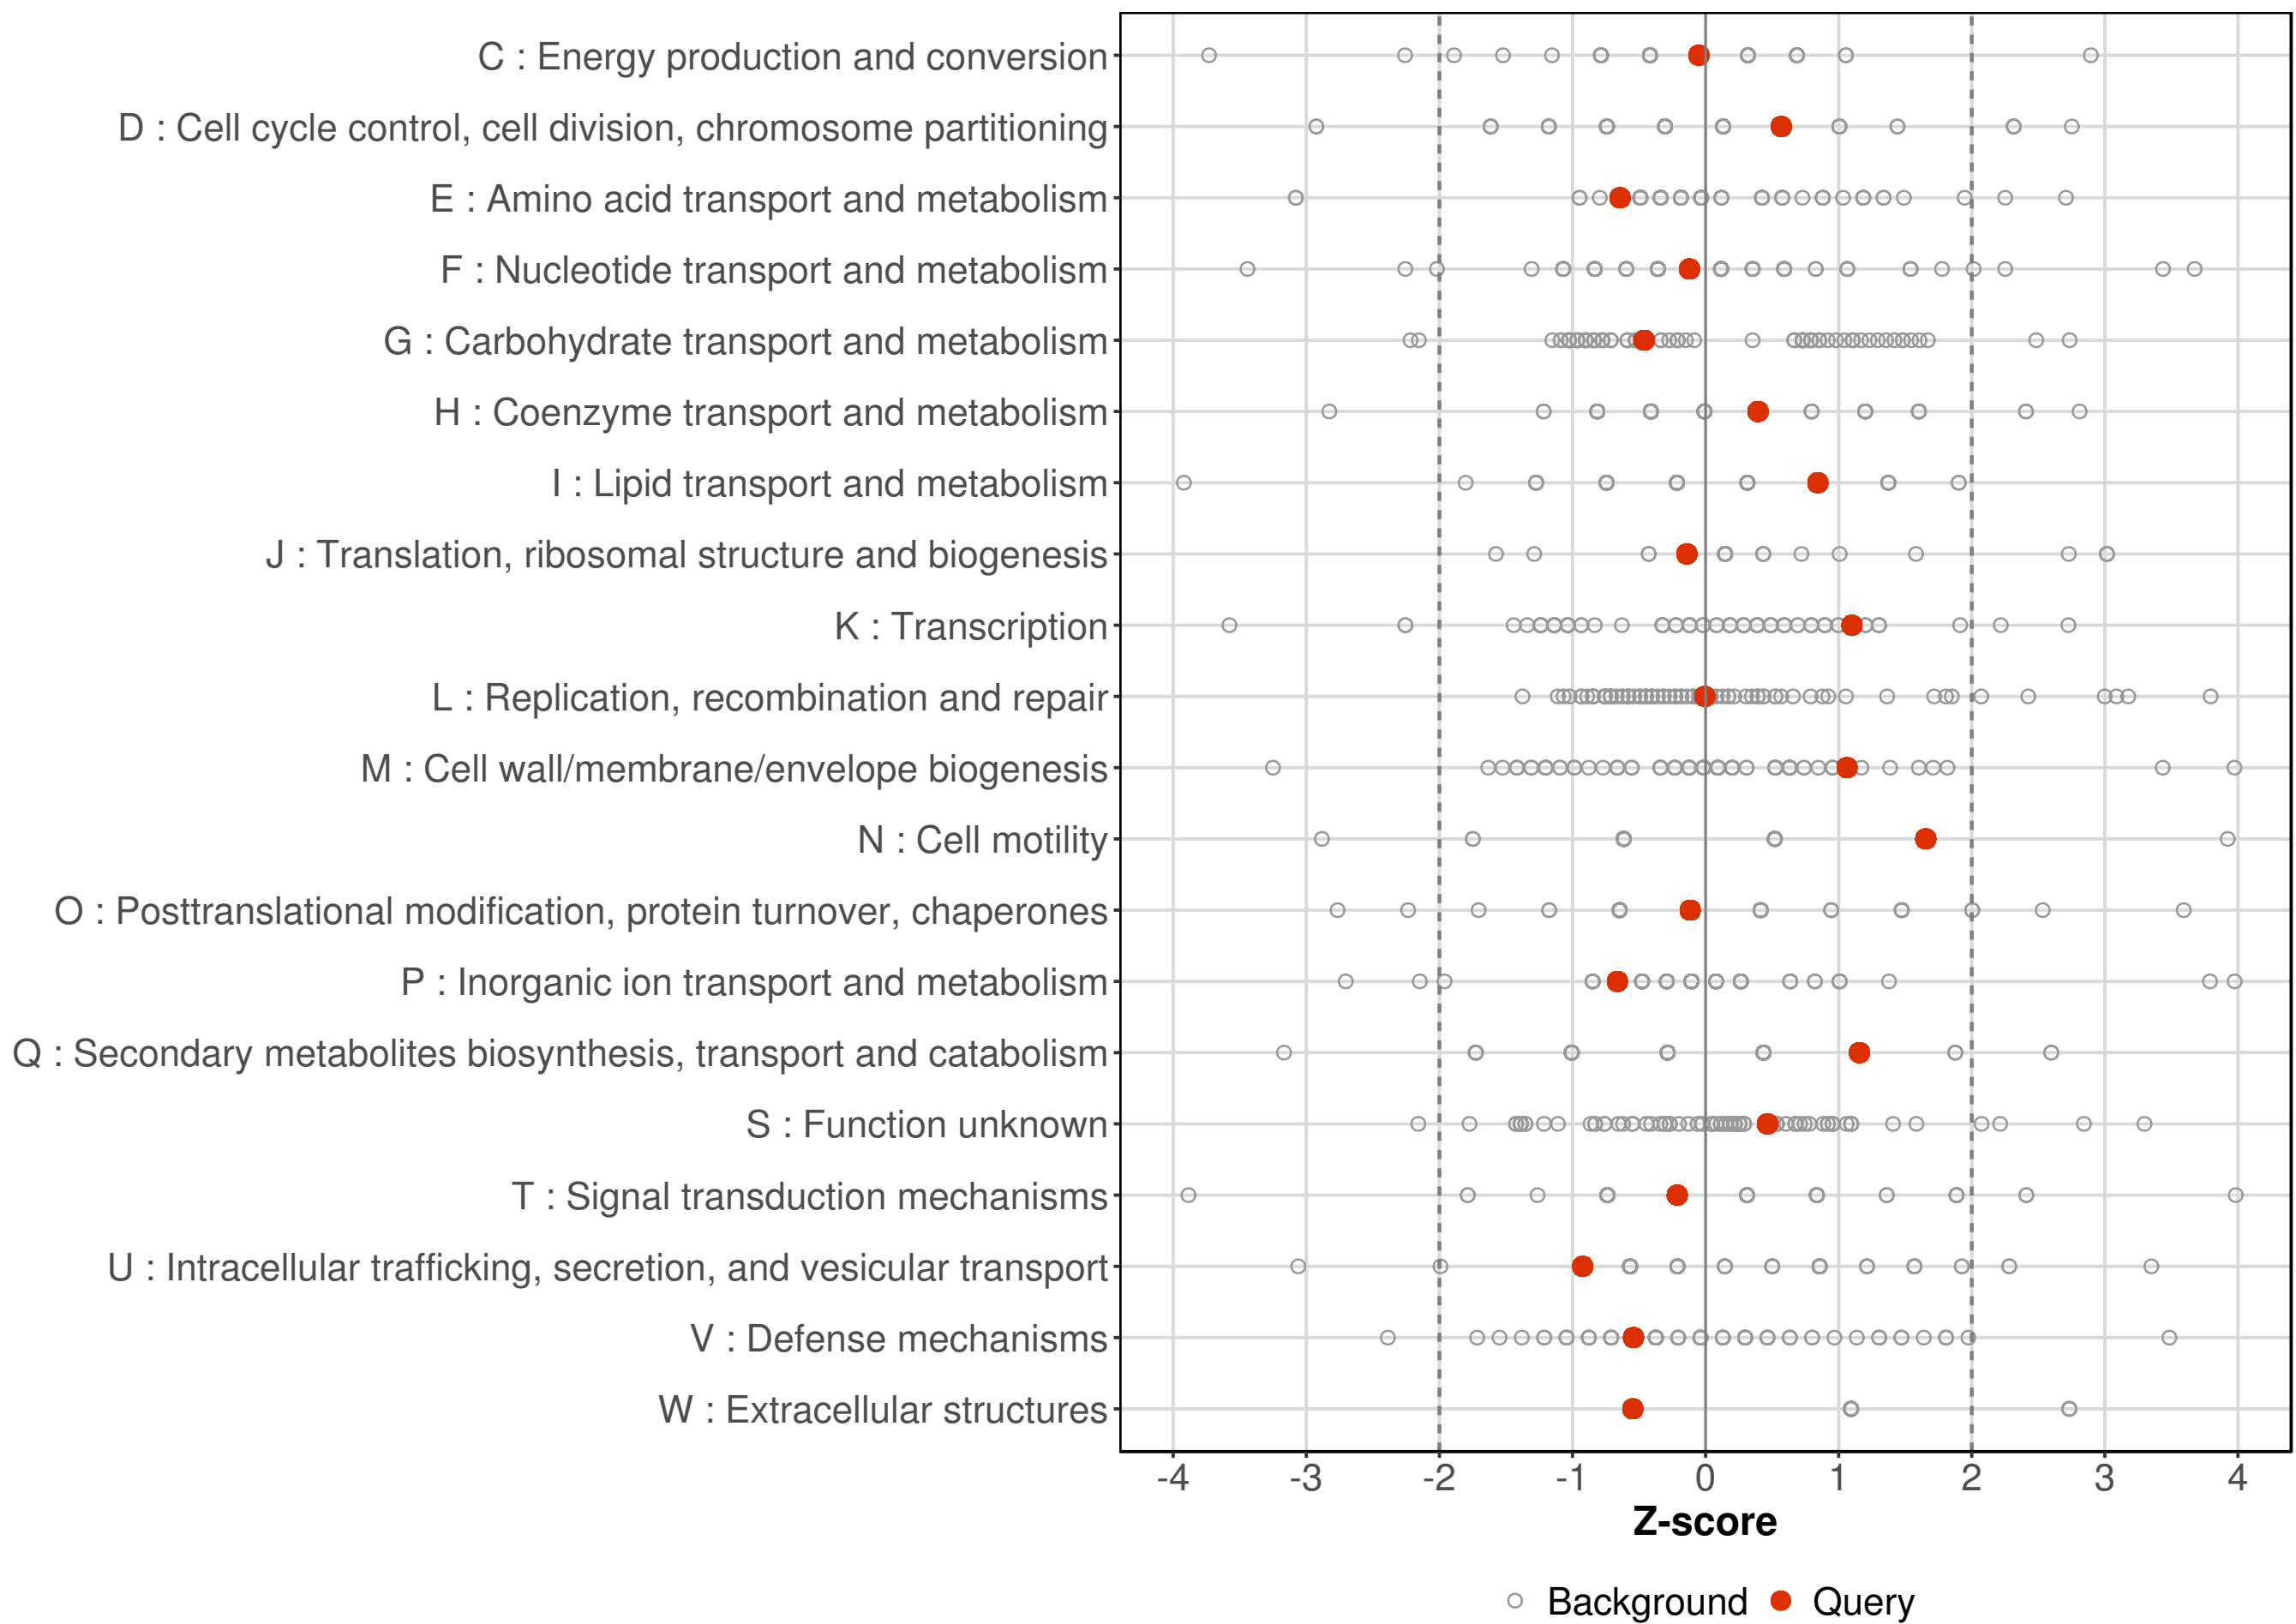 C : Energy production and conversion
D : Cell cycle control, cell division, chromosome partitioning
E : Amino acid transport and metabolism
F : Nucleotide transport and metabolism
G : Carbohydrate transport and metabolism
H : Coenzyme transport and metabolism
I : Lipid transport and metabolism
J : Translation, ribosomal structure and biogenesis
K : Transcription
L : Replication, recombination and repair
M : Cell wall/membrane/envelope biogenesis
N : Cell motility
O : Posttranslational modification, protein turnover, chaperones
P : Inorganic ion transport and metabolism
Q : Secondary metabolites biosynthesis, transport and catabolism
S : Function unknown
T : Signal transduction mechanisms
U : Intracellular trafficking, secretion, and vesicular transport
V : Defense mechanisms
W : Extracellular structures
-4 -3 -2 -1 0 1 2 3 4
Z-score
Background Query